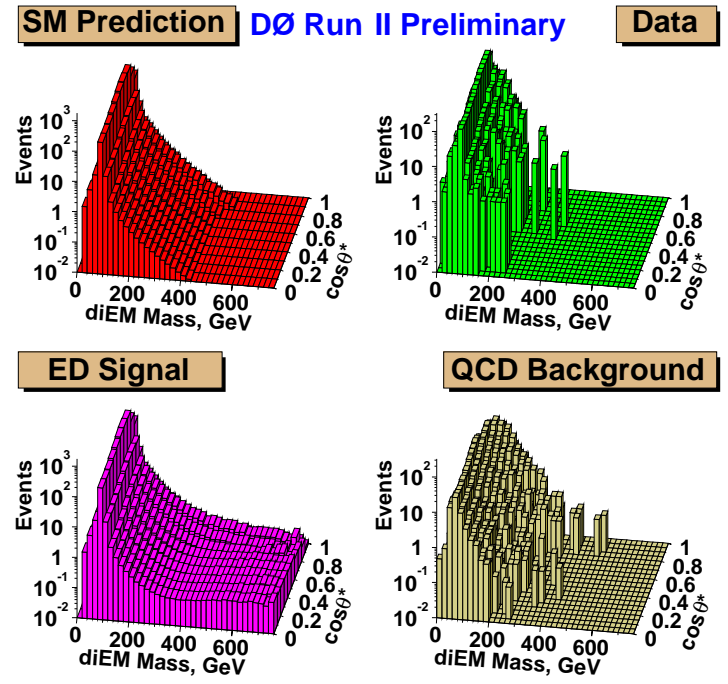 SM Prediction DØ Run II Preliminary Data
Events
10³
10²
10
1
10⁻¹
10⁻²
0 200 400 600
diEM Mass, GeV
0 0.2 0.4 0.6 0.8 1
cosθ*
Events
10²
10
1
10⁻¹
10⁻²
0 200 400 600
diEM Mass, GeV
0 0.2 0.4 0.6 0.8 1
cosθ*
ED Signal QCD Background
Events
10³
10²
10
1
10⁻¹
10⁻²
0 200 400 600
diEM Mass, GeV
0 0.2 0.4 0.6 0.8 1
cosθ*
Events
10²
10
1
10⁻¹
10⁻²
0 200 400 600
diEM Mass, GeV
0 0.2 0.4 0.6 0.8 1
cosθ*